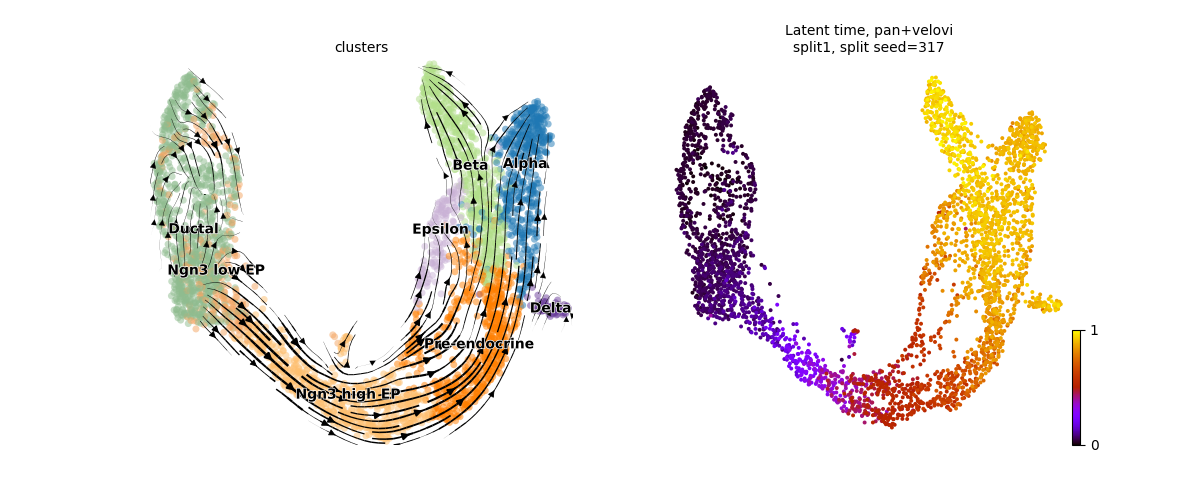 clusters
Beta
Alpha
Epsilon
Ductal
Ngn3 low EP
Delta
Pre-endocrine
Ngn3 high EP
Latent time, pan+velovi
split1, split seed=317
1
0